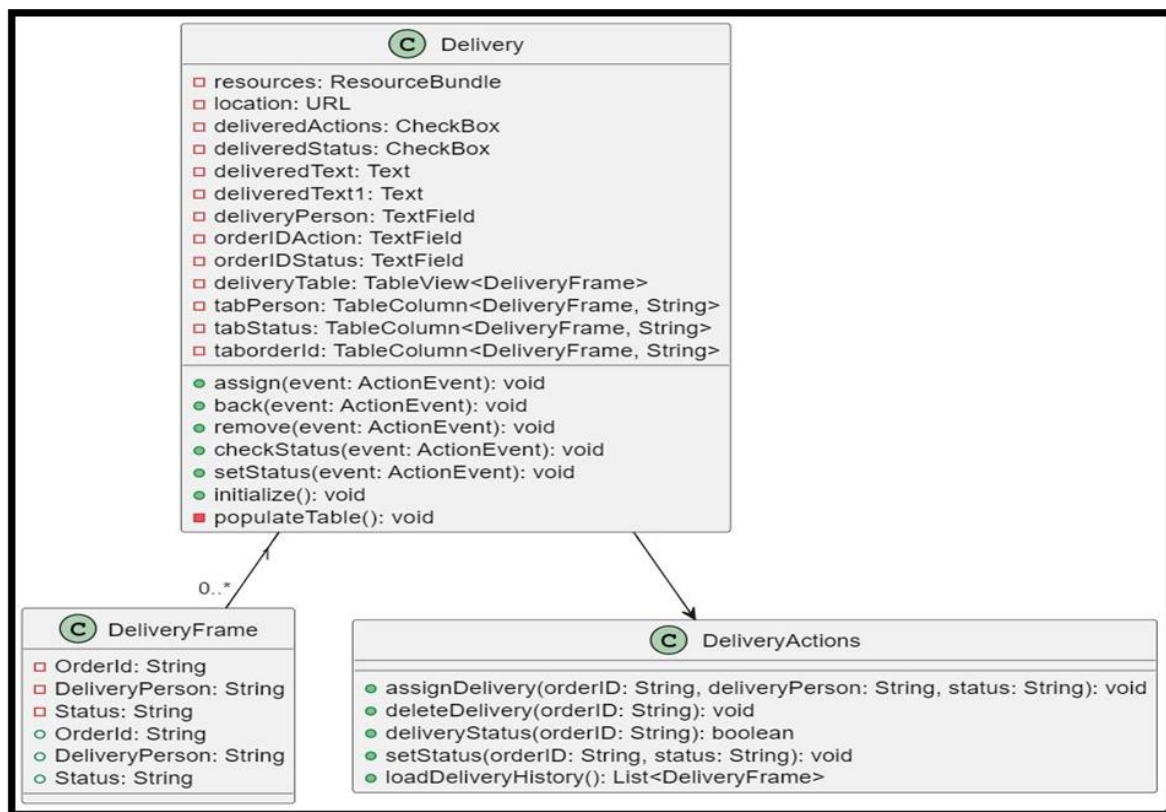 C Delivery
resources: ResourceBundle
location: URL
deliveredActions: CheckBox
deliveredStatus: CheckBox
deliveredText: Text
deliveredText1: Text
deliveryPerson: TextField
orderIDAction: TextField
orderIDStatus: TextField
deliveryTable: TableView<DeliveryFrame>
tabPerson: TableColumn<DeliveryFrame, String>
tabStatus: TableColumn<DeliveryFrame, String>
taborderId: TableColumn<DeliveryFrame, String>
assign(event: ActionEvent): void
back(event: ActionEvent): void
remove(event: ActionEvent): void
checkStatus(event: ActionEvent): void
setStatus(event: ActionEvent): void
initialize(): void
populateTable(): void
1
0..*
C DeliveryFrame
OrderId: String
DeliveryPerson: String
Status: String
OrderId: String
DeliveryPerson: String
Status: String
C DeliveryActions
assignDelivery(orderID: String, deliveryPerson: String, status: String): void
deleteDelivery(orderID: String): void
deliveryStatus(orderID: String): boolean
setStatus(orderID: String, status: String): void
loadDeliveryHistory(): List<DeliveryFrame>